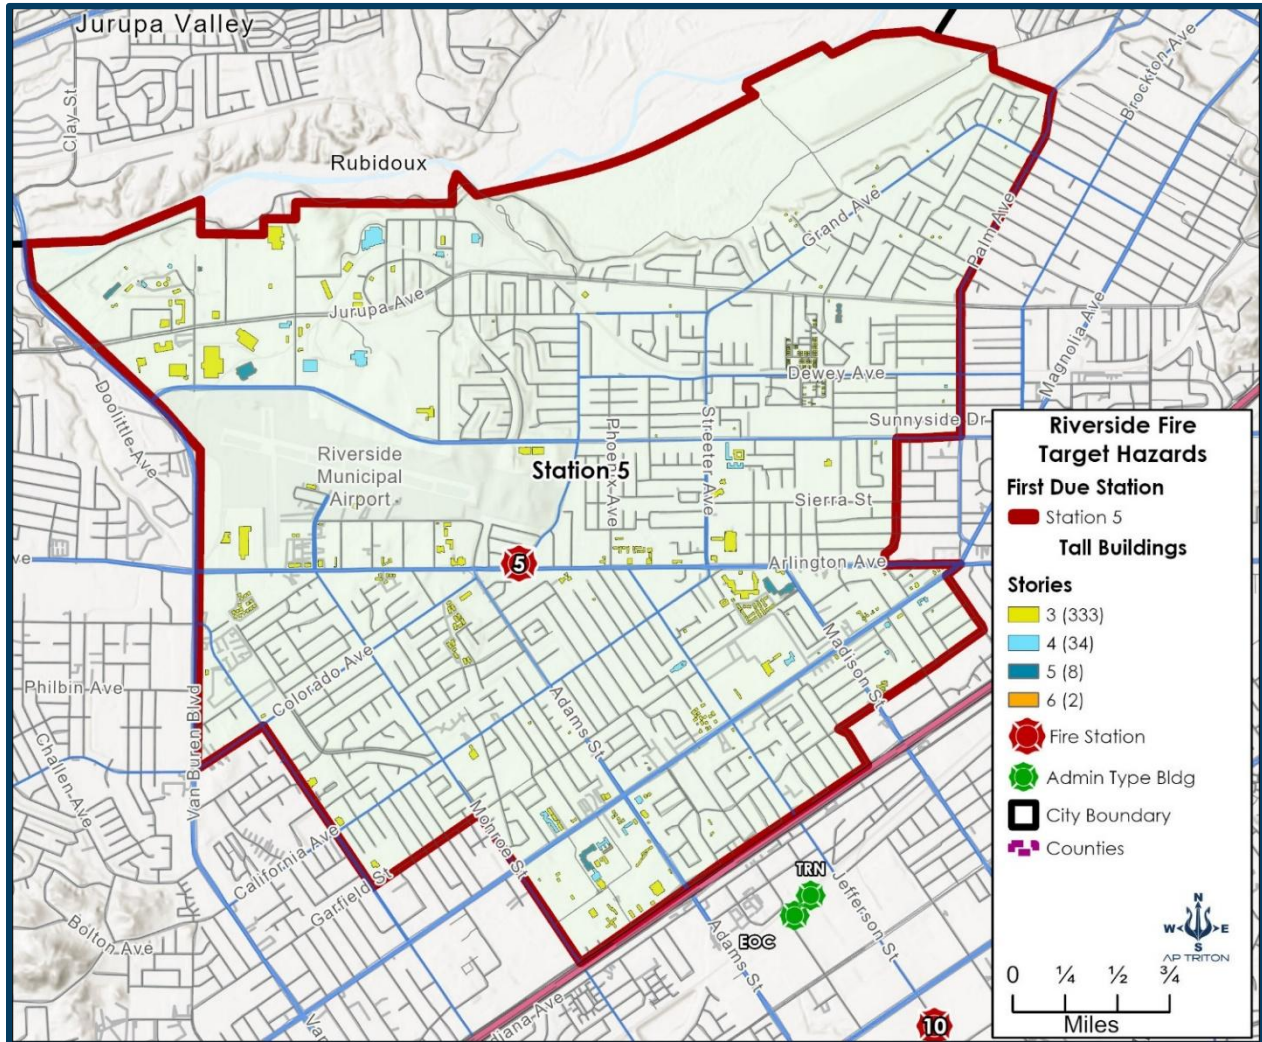 Jurupa Valley
Clay St
Brockton Ave
Rubidoux
Grand Ave
Palm Ave
Jurupa Ave
Magnolia Ave
Dewey Ave
Doolittle Ave
Sunnyside Dr
Streeter Ave
Phoenix Ave
Riverside
Municipal
Airport
Station 5
Sierra St
ve
5
Arlington Ave
Madison St
Philbin Ave
Colorado Ave
Adams St
Van Buren Blvd
Challen Ave
Monroe St
California Ave
Garfield St
Jefferson St
TRN
EOC
Adams St
Bolton Ave
Van
diana Ave
10
Riverside Fire
Target Hazards
First Due Station
Station 5
Tall Buildings
Stories
3 (333)
4 (34)
5 (8)
6 (2)
Fire Station
Admin Type Bldg
City Boundary
Counties
N
W E
S
AP TRITON
0 ¼ ½ ¾
Miles